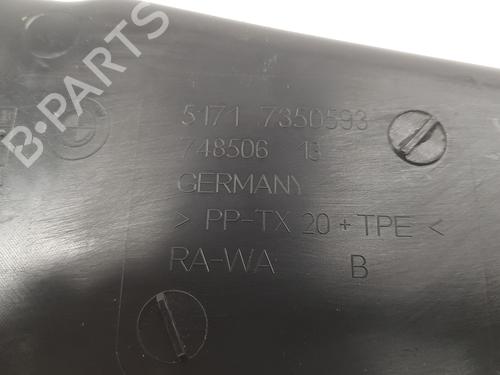 5171 7350593
748506 13
GERMANY
> PP-TX 20 + TPE <
RA-WA B
B-PARTS